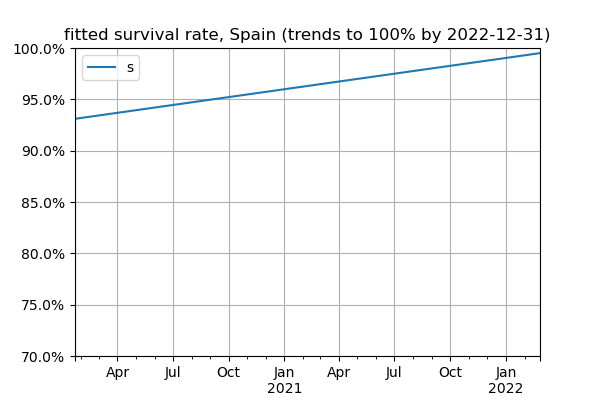 fitted survival rate, Spain (trends to 100% by 2022-12-31)
100.0%
s
95.0%
90.0%
85.0%
80.0%
75.0%
70.0%
Apr Jul Oct Jan Apr Jul Oct Jan
2021 2022